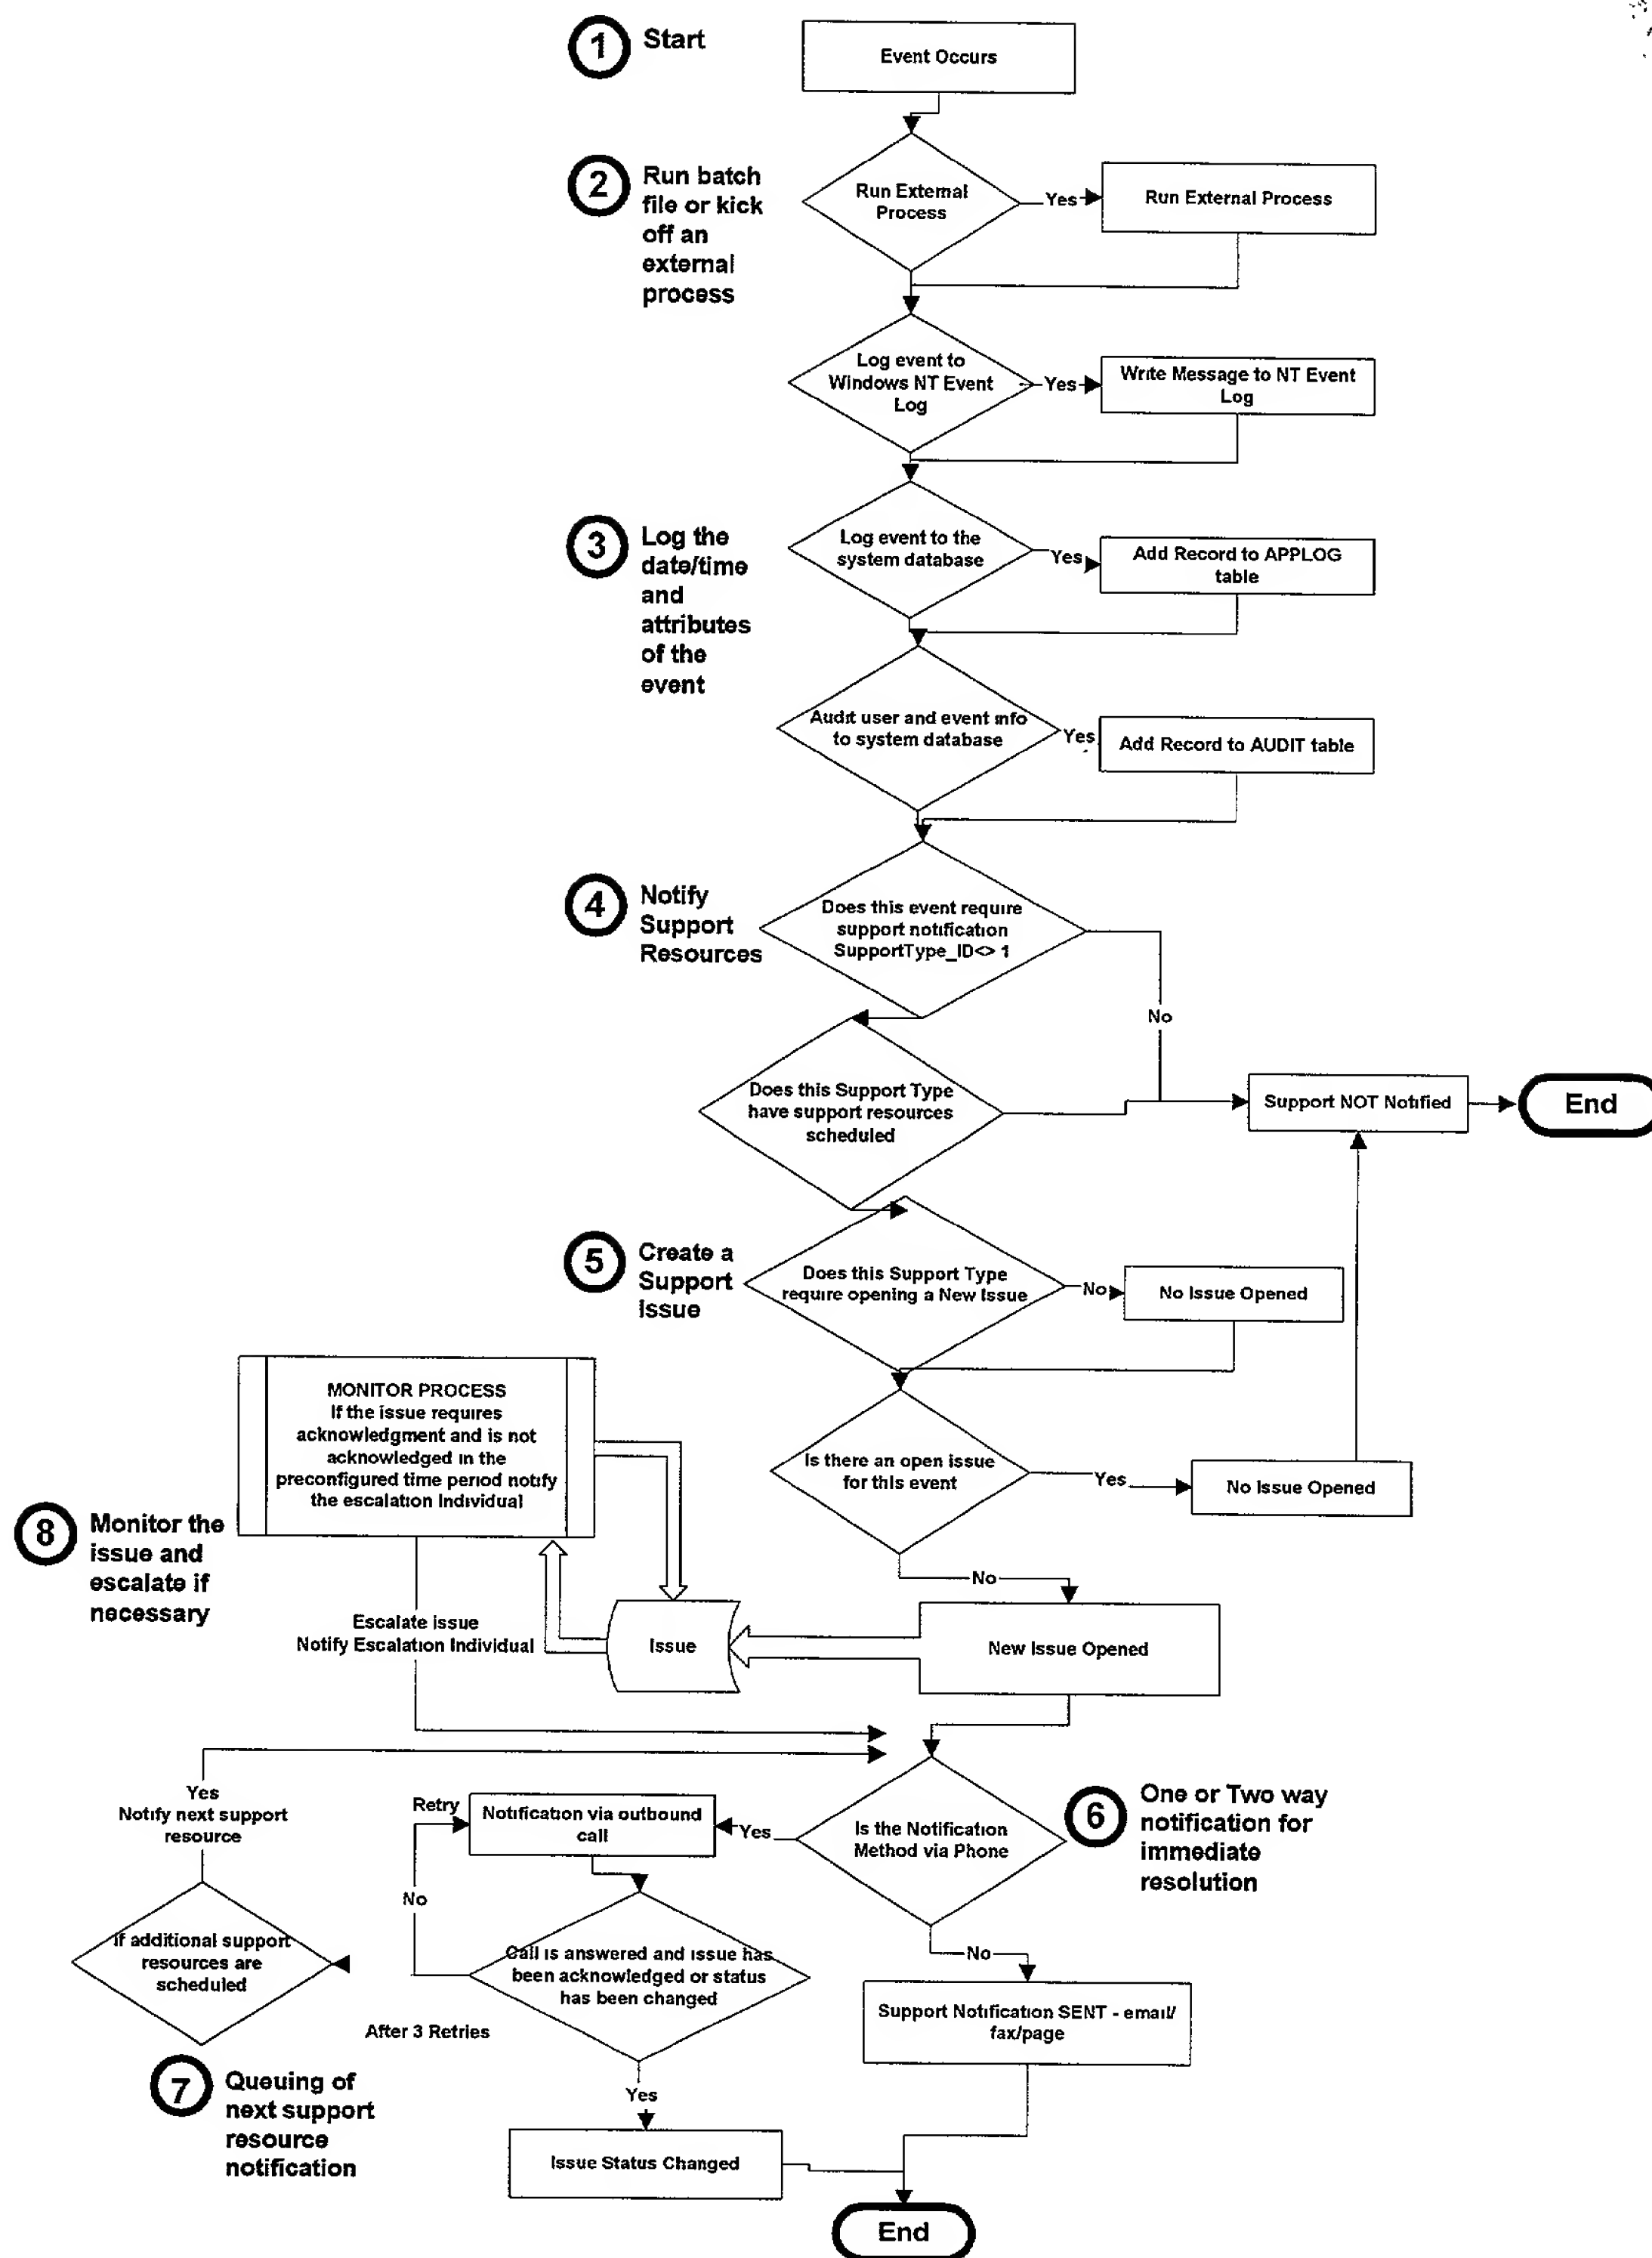 1 Start
Event Occurs
2 Run batch
file or kick
off an
external
process
Run External
Process
Yes
Run External Process
Log event to
Windows NT Event
Log
Yes
Write Message to NT Event
Log
3 Log the
date/time
and
attributes
of the
event
Log event to the
system database
Yes
Add Record to APPLOG
table
Audit user and event info
to system database
Yes
Add Record to AUDIT table
4 Notify
Support
Resources
Does this event require
support notification
SupportType_ID<> 1
No
Does this Support Type
have support resources
scheduled
Support NOT Notified
End
5 Create a
Support
Issue
Does this Support Type
require opening a New Issue
No
No Issue Opened
MONITOR PROCESS
If the issue requires
acknowledgment and is not
acknowledged in the
preconfigured time period notify
the escalation Individual
Is there an open issue
for this event
Yes
No Issue Opened
8 Monitor the
issue and
escalate if
necessary
No
Escalate issue
Notify Escalation Individual
Issue
New Issue Opened
Yes
Notify next support
resource
Retry
Notification via outbound
call
Yes
Is the Notification
Method via Phone
6 One or Two way
notification for
immediate
resolution
No
If additional support
resources are
scheduled
Call is answered and issue has
been acknowledged or status
has been changed
No
After 3 Retries
Support Notification SENT - email/
fax/page
7 Queuing of
next support
resource
notification
Yes
Issue Status Changed
End